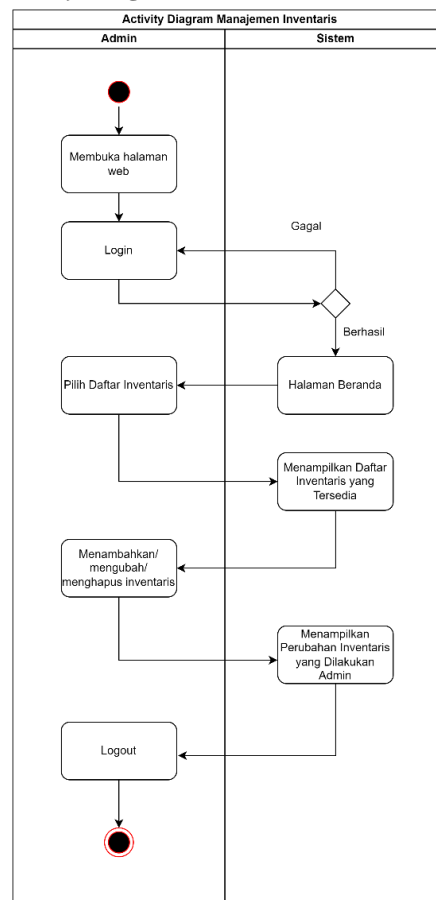 Activity Diagram Manajemen Inventaris
Admin
Sistem
Membuka halaman
web
Login
Gagal
Berhasil
Pilih Daftar Inventaris
Halaman Beranda
Menampilkan Daftar
Inventaris yang
Tersedia
Menambahkan/
mengubah/
menghapus inventaris
Menampilkan
Perubahan Inventaris
yang Dilakukan
Admin
Logout